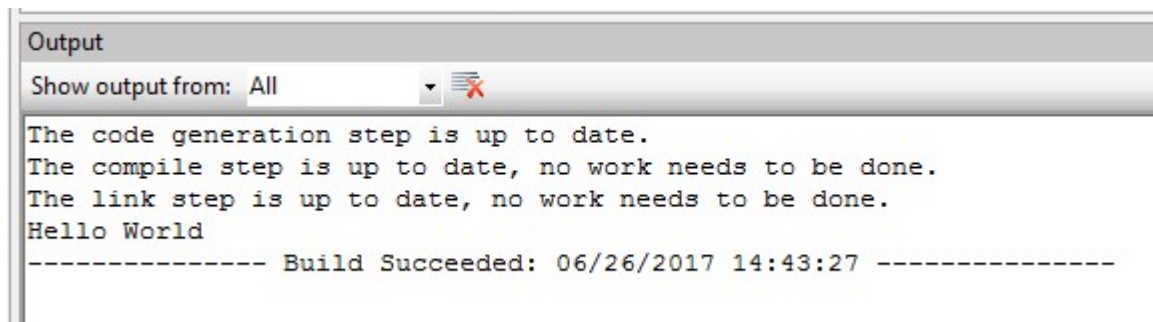 Output
Show output from: All
The code generation step is up to date.
The compile step is up to date, no work needs to be done.
The link step is up to date, no work needs to be done.
Hello World
--------------- Build Succeeded: 06/26/2017 14:43:27 ---------------